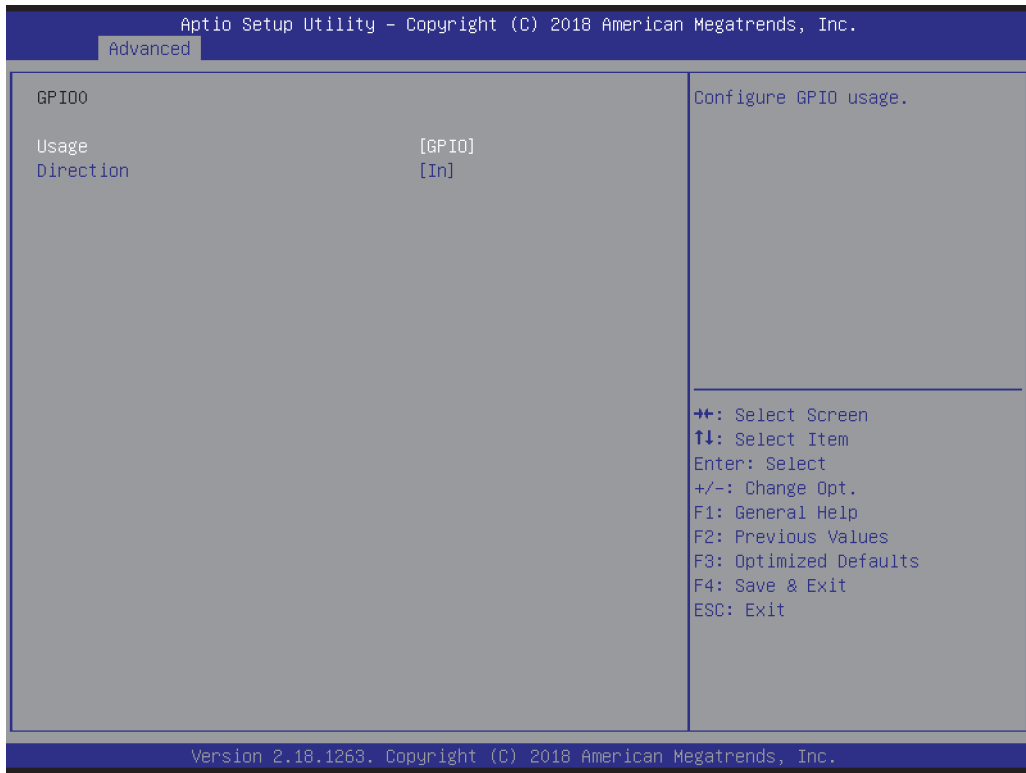 Aptio Setup Utility – Copyright (C) 2018 American Megatrends, Inc.
Advanced
GPIO0
Usage [GPIO]
Direction [In]
Configure GPIO usage.
→←: Select Screen
↑↓: Select Item
Enter: Select
+/-: Change Opt.
F1: General Help
F2: Previous Values
F3: Optimized Defaults
F4: Save & Exit
ESC: Exit
Version 2.18.1263. Copyright (C) 2018 American Megatrends, Inc.